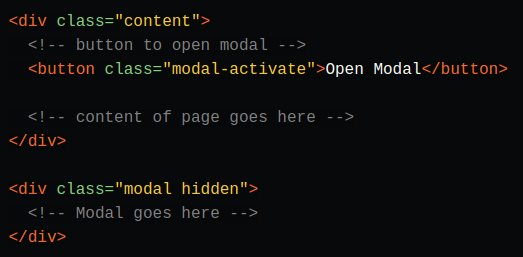 <div class="content">
  <!-- button to open modal -->
  <button class="modal-activate">Open Modal</button>

  <!-- content of page goes here -->
</div>

<div class="modal hidden">
  <!-- Modal goes here -->
</div>